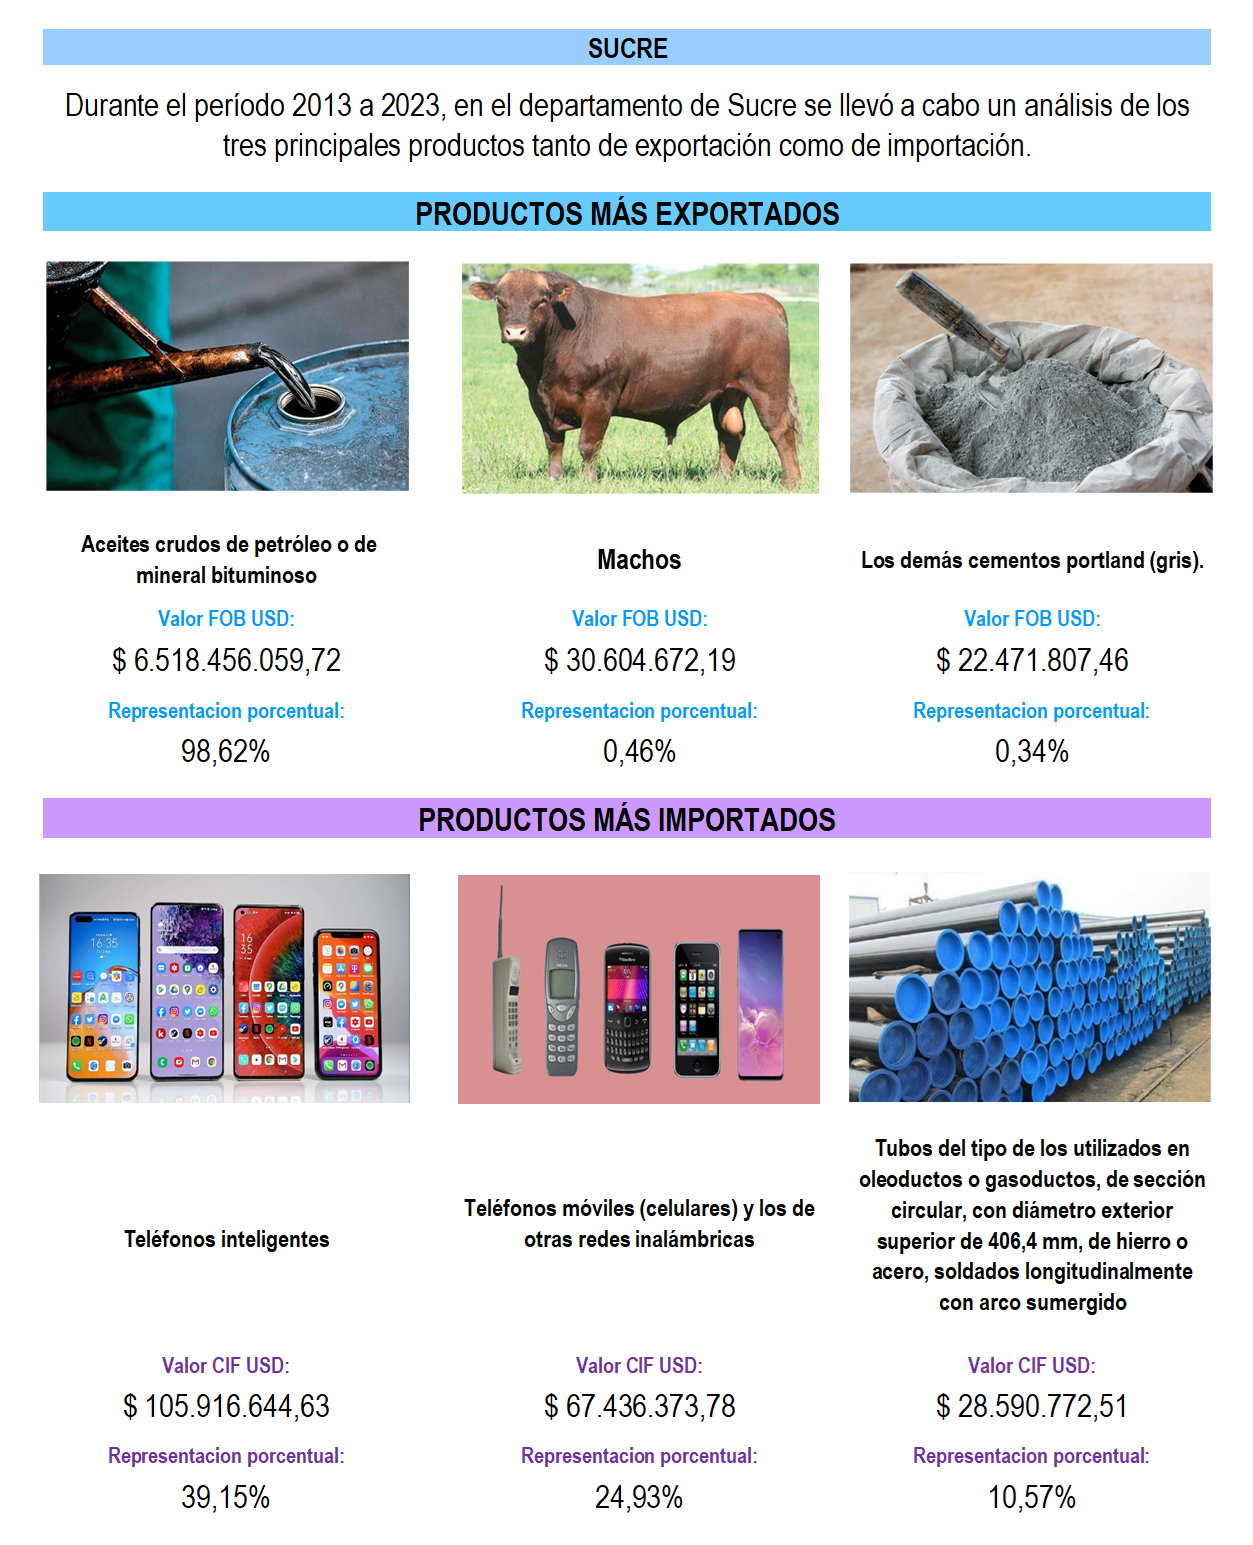 SUCRE
Durante el período 2013 a 2023, en el departamento de Sucre se llevó a cabo un análisis de los
tres principales productos tanto de exportación como de importación.
PRODUCTOS MÁS EXPORTADOS
Aceites crudos de petróleo o de
mineral bituminoso
Machos
Los demás cementos portland (gris).
Valor FOB USD:
Valor FOB USD:
Valor FOB USD:
$ 6.518.456.059,72
$ 30.604.672,19
$ 22.471.807,46
Representacion porcentual:
Representacion porcentual:
Representacion porcentual:
98,62%
0,46%
0,34%
PRODUCTOS MÁS IMPORTADOS
16:35
16
35
Teléfonos inteligentes
Teléfonos móviles (celulares) y los de
otras redes inalámbricas
Tubos del tipo de los utilizados en
oleoductos o gasoductos, de sección
circular, con diámetro exterior
superior de 406,4 mm, de hierro o
acero, soldados longitudinalmente
con arco sumergido
Valor CIF USD:
Valor CIF USD:
Valor CIF USD:
$ 105.916.644,63
$ 67.436.373,78
$ 28.590.772,51
Representacion porcentual:
Representacion porcentual:
Representacion porcentual:
39,15%
24,93%
10,57%